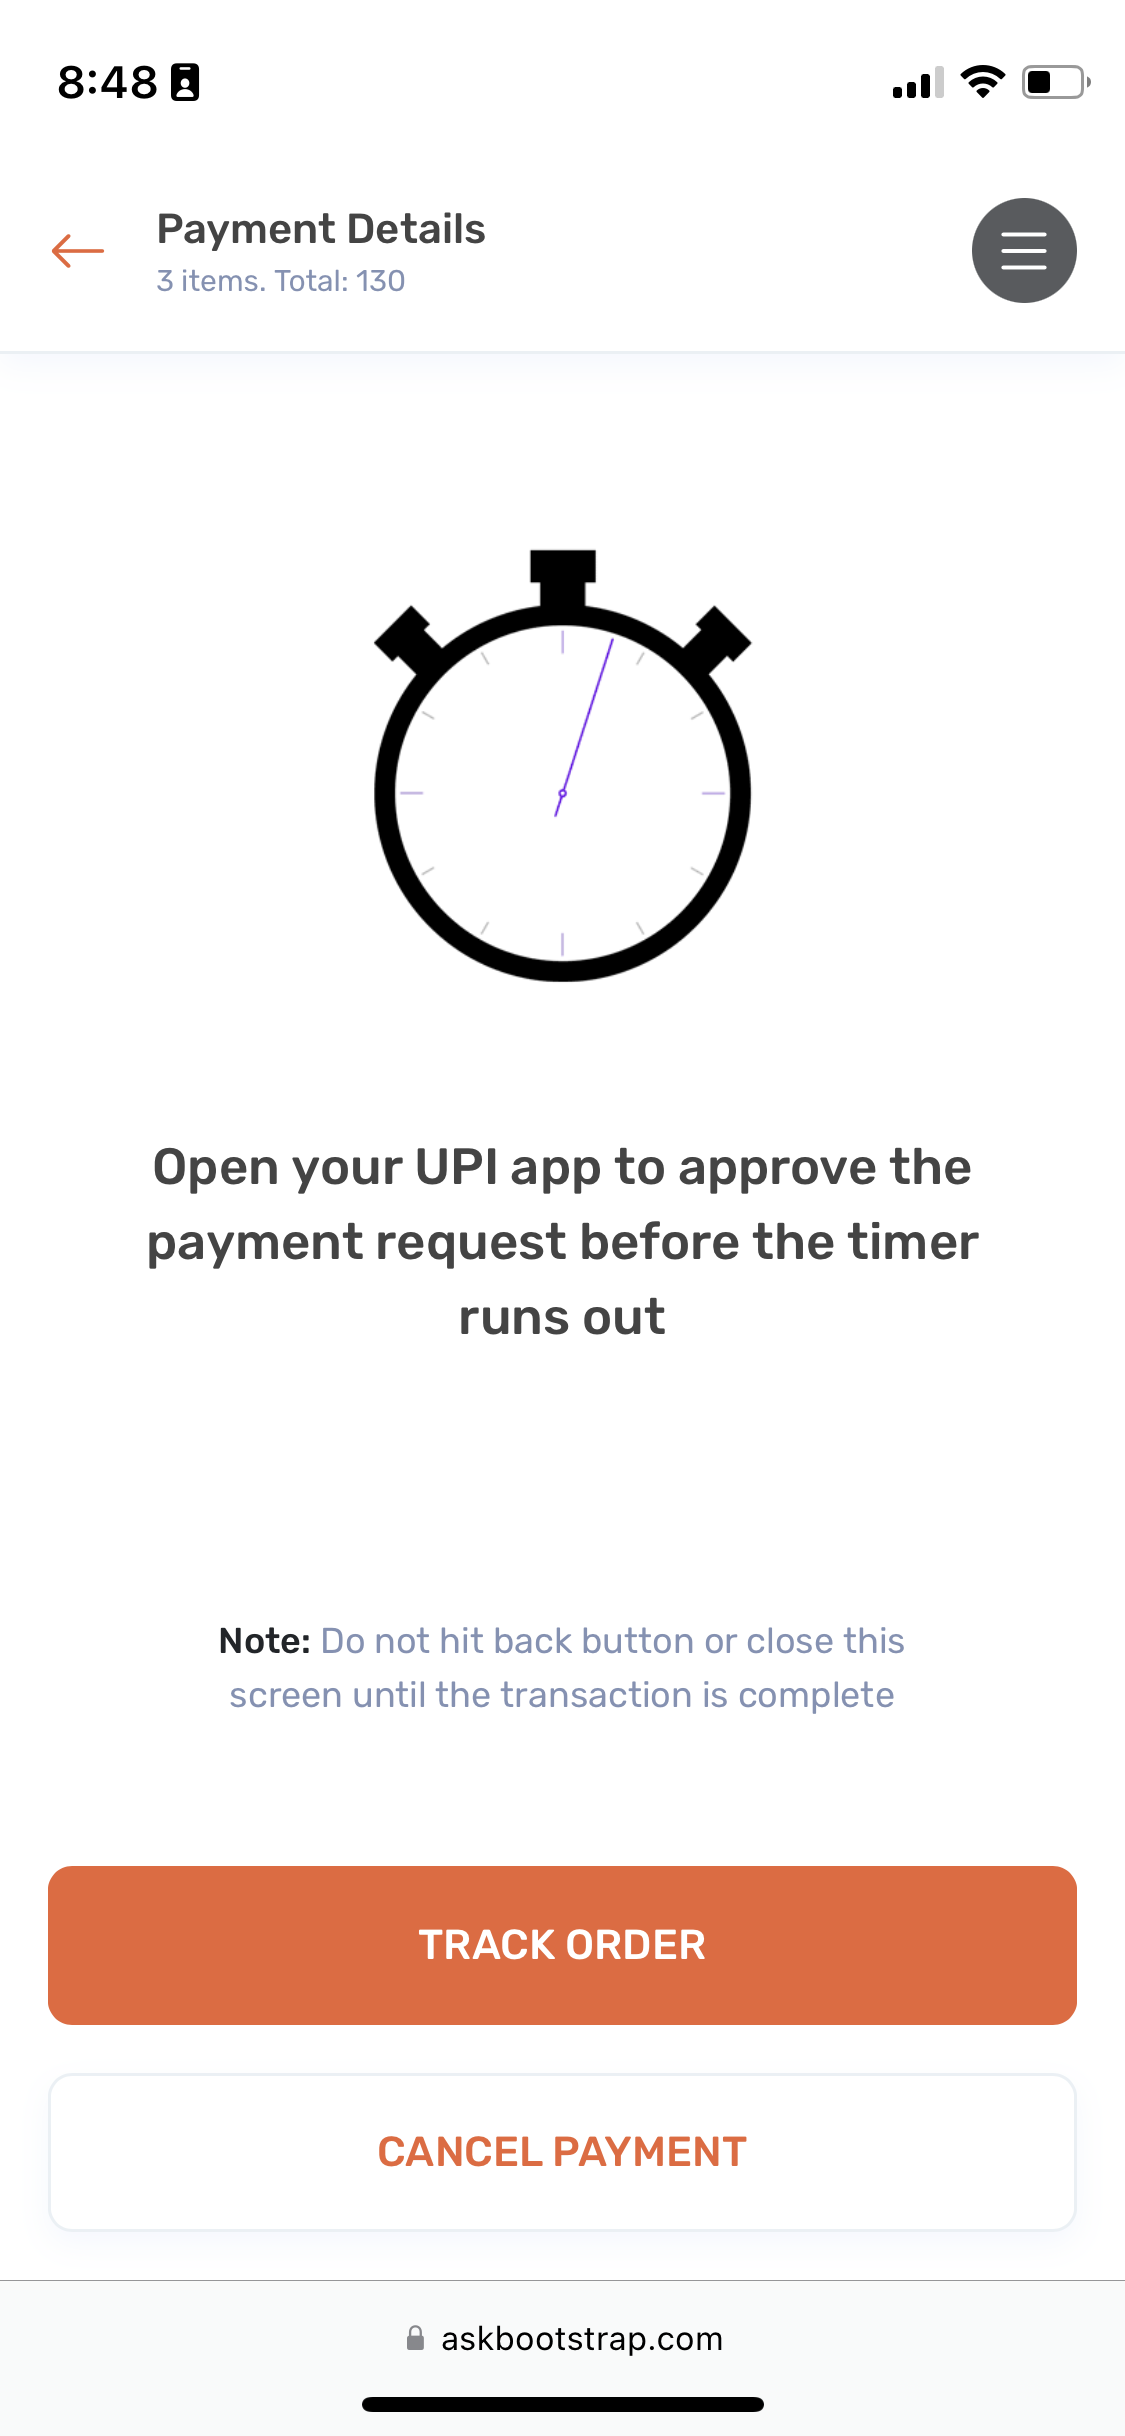 8:48
Payment Details
3 items. Total: 130
Open your UPI app to approve the
payment request before the timer
runs out
Note: Do not hit back button or close this
screen until the transaction is complete
TRACK ORDER
CANCEL PAYMENT
askbootstrap.com